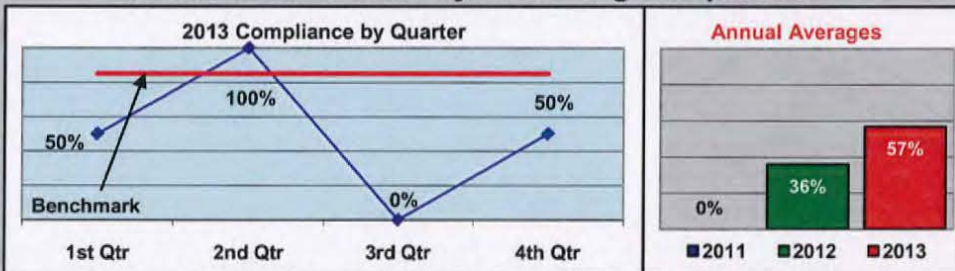 2013 Compliance by Quarter
50%
100%
0%
50%
Benchmark
1st Qtr 2nd Qtr 3rd Qtr 4th Qtr
Annual Averages
0%
36%
57%
2011 2012 2013